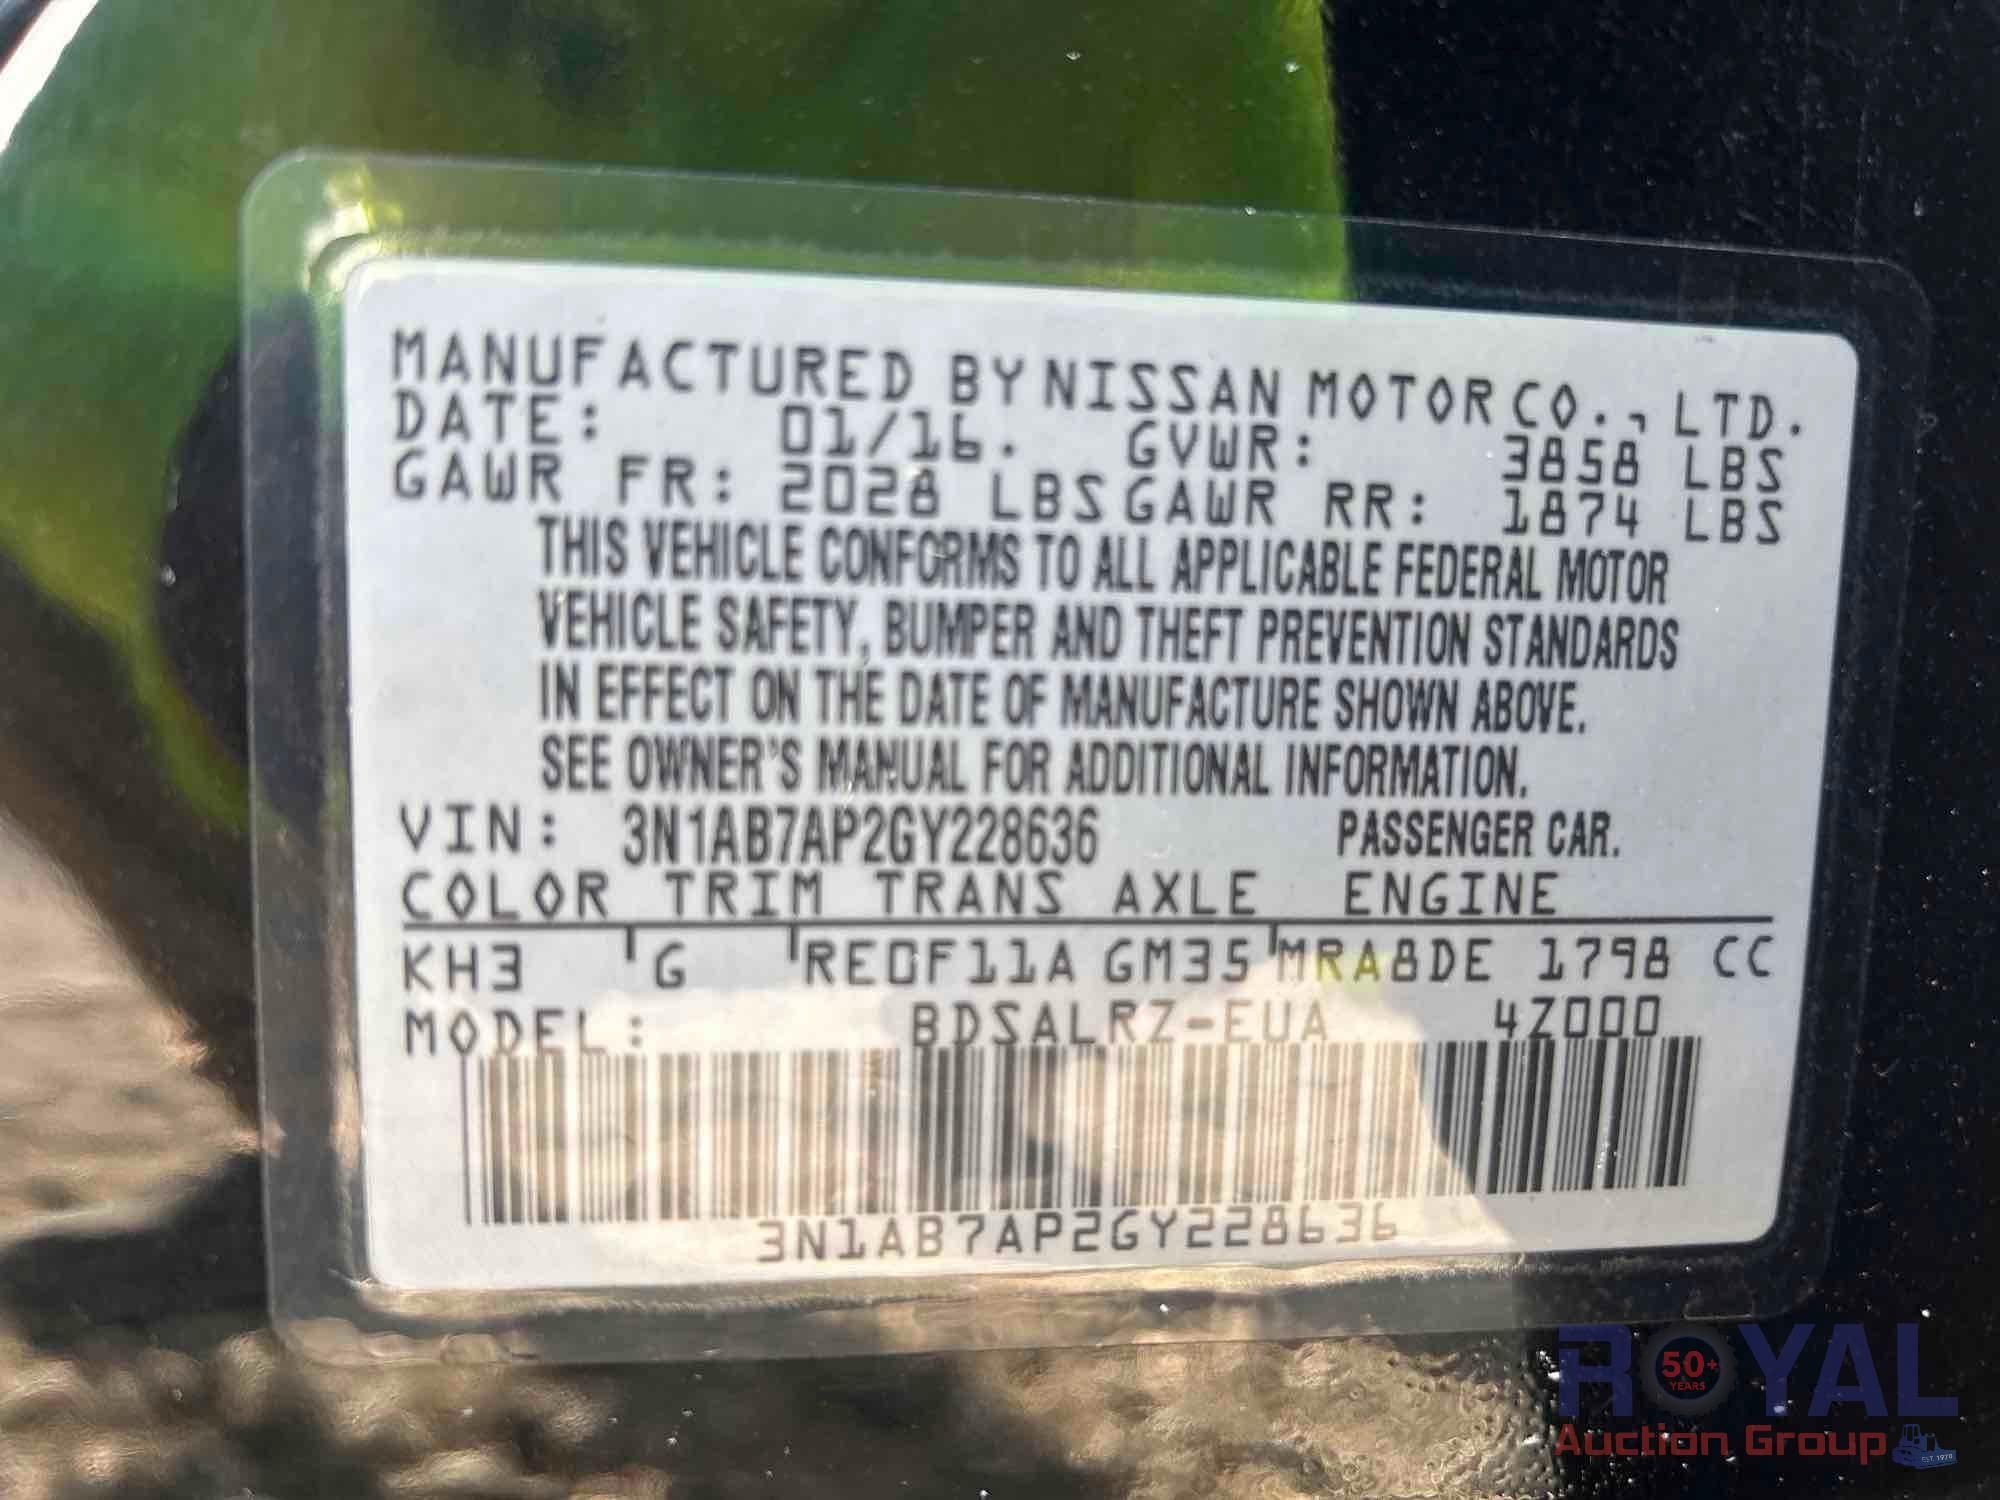 MANUFACTURED BY NISSAN MOTOR CO., LTD.
DATE: 01/16. GVWR: 3858 LBS
GAWR FR: 2028 LBS GAWR RR: 1874 LBS
THIS VEHICLE CONFORMS TO ALL APPLICABLE FEDERAL MOTOR
VEHICLE SAFETY, BUMPER AND THEFT PREVENTION STANDARDS
IN EFFECT ON THE DATE OF MANUFACTURE SHOWN ABOVE.
SEE OWNER'S MANUAL FOR ADDITIONAL INFORMATION.
VIN: 3N1AB7AP2GY228636 PASSENGER CAR.
COLOR TRIM TRANS AXLE ENGINE
KH3 G RE0F11A GM35 MRA8DE 1798 CC
MODEL: BDSALRZ-EUA 4Z000
3N1AB7AP2GY228636
ROYAL
50+
YEARS
Auction Group
EST. 1970